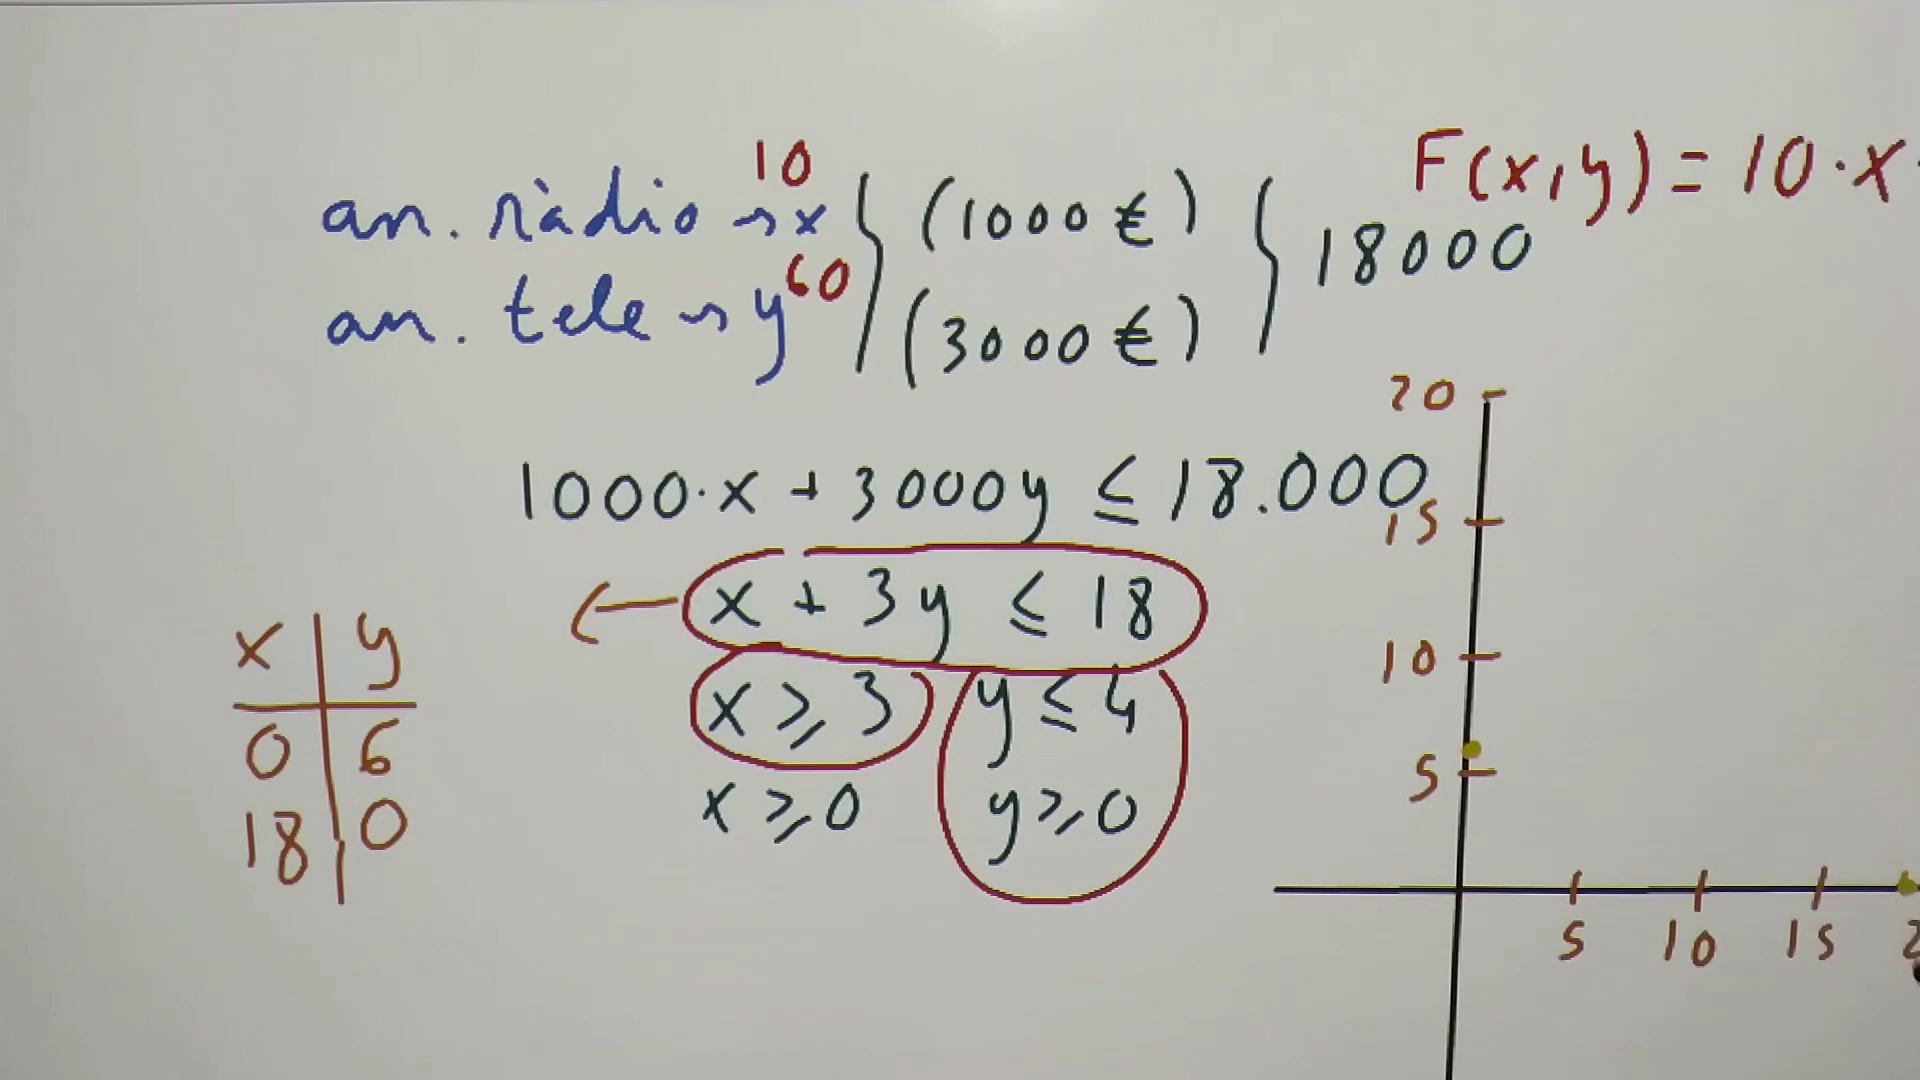 F(x,y) = 10·x
10
an. ràdio → x (1000 €)
18000
60
an. tele → y (3000 €)
1000·x + 3000y ≤ 18.000
x + 3y ≤ 18
x ≥ 3 y ≤ 4
x ≥ 0 y ≥ 0
x y
0 6
18 0
20
15
10
5
5 10 15